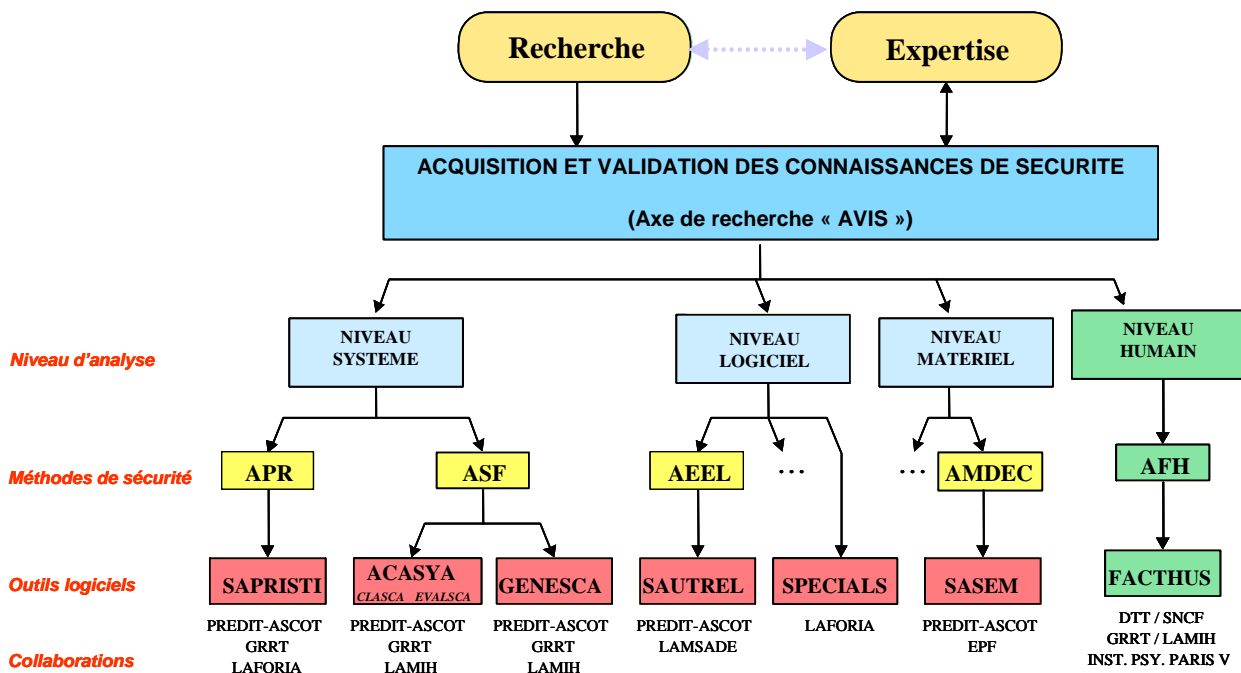 Recherche
Expertise
ACQUISITION ET VALIDATION DES CONNAISSANCES DE SECURITE
(Axe de recherche « AVIS »)
Niveau d'analyse
NIVEAU
SYSTEME
NIVEAU
LOGICIEL
NIVEAU
MATERIEL
NIVEAU
HUMAIN
Méthodes de sécurité
APR
ASF
AEEL
...
...
AMDEC
AFH
Outils logiciels
SAPRISTI
ACASYA
CLASCA EVALSCA
GENESCA
SAUTREL
SPECIALS
SASEM
FACTHUS
Collaborations
PREDIT-ASCOT
GRRT
LAFORIA
PREDIT-ASCOT
GRRT
LAMIH
PREDIT-ASCOT
GRRT
LAMIH
PREDIT-ASCOT
LAMSADE
LAFORIA
PREDIT-ASCOT
EPF
DTT / SNCF
GRRT / LAMIH
INST. PSY. PARIS V